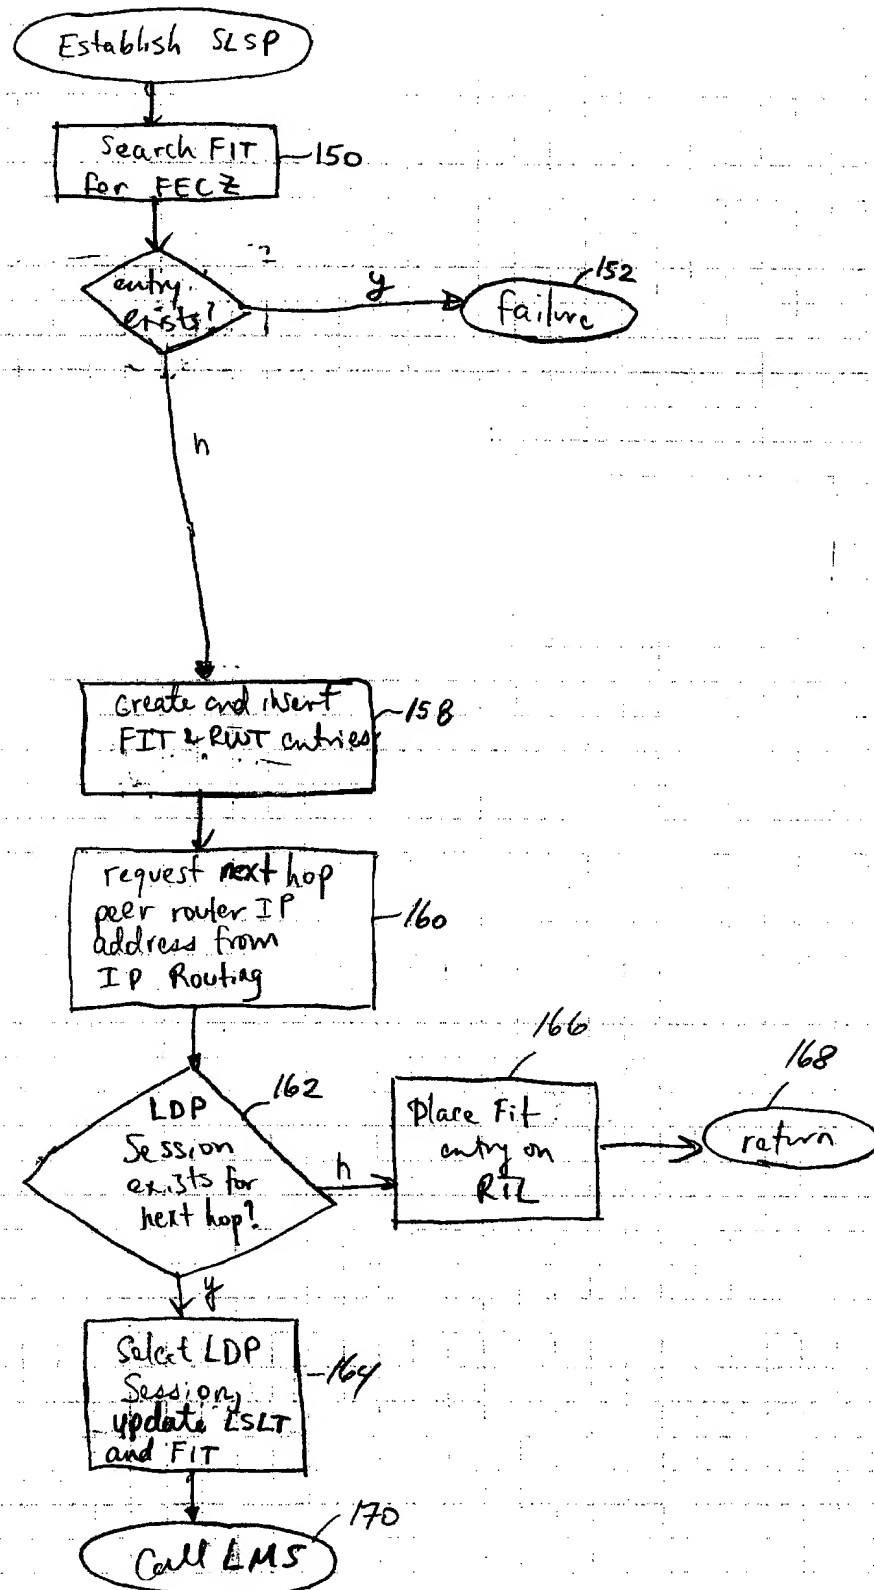 Establish SLSP
Search FIT
for FECZ
150
entry
exists?
y
152
failure
n
Create and insert
FIT & RWT entries
158
request next hop
peer router IP
address from
IP Routing
160
162
LDP
Session
exists for
next hop?
n
166
Place Fit
entry on
RTL
168
return
y
Select LDP
Session,
update LSLT
and FIT
164
170
Call LMS